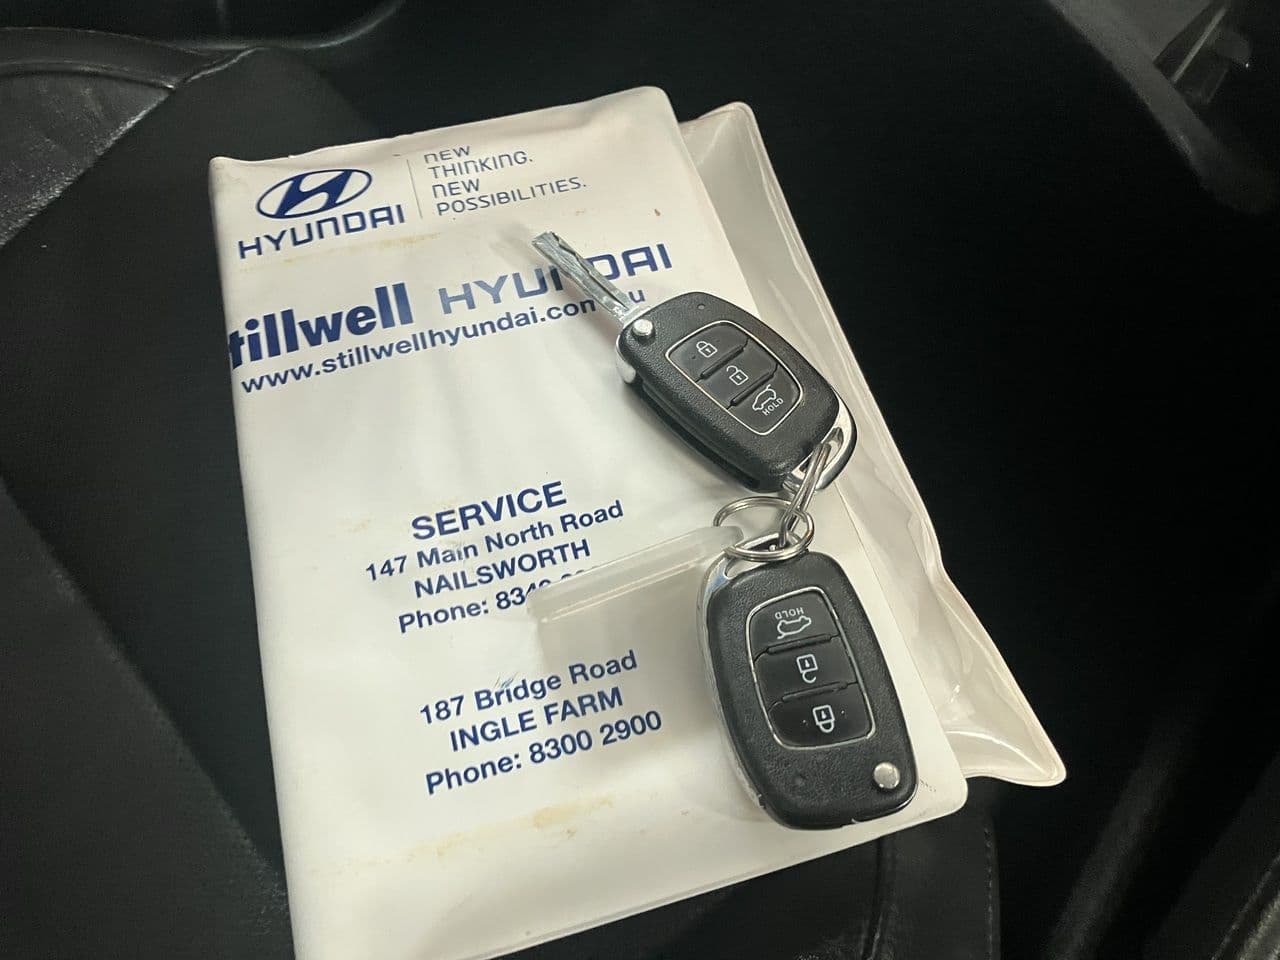 NEW
THINKING.
NEW
POSSIBILITIES.
HYUNDAI
tillwell HYUNDAI
www.stillwellhyundai.com
SERVICE
147 Main North Road
NAILSWORTH
Phone:
187 Bridge Road
INGLE FARM
Phone: 8300 2900
HOLD
HOLD